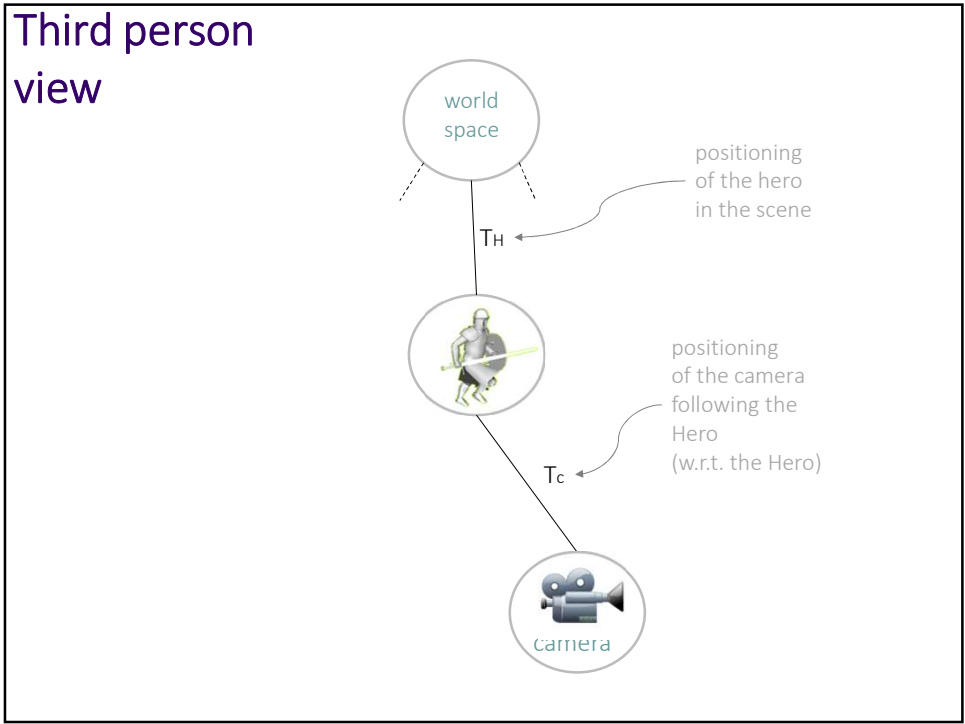 Third person
view
world
space
positioning
of the hero
in the scene
TH
positioning
of the camera
following the
Hero
(w.r.t. the Hero)
Tc
camera